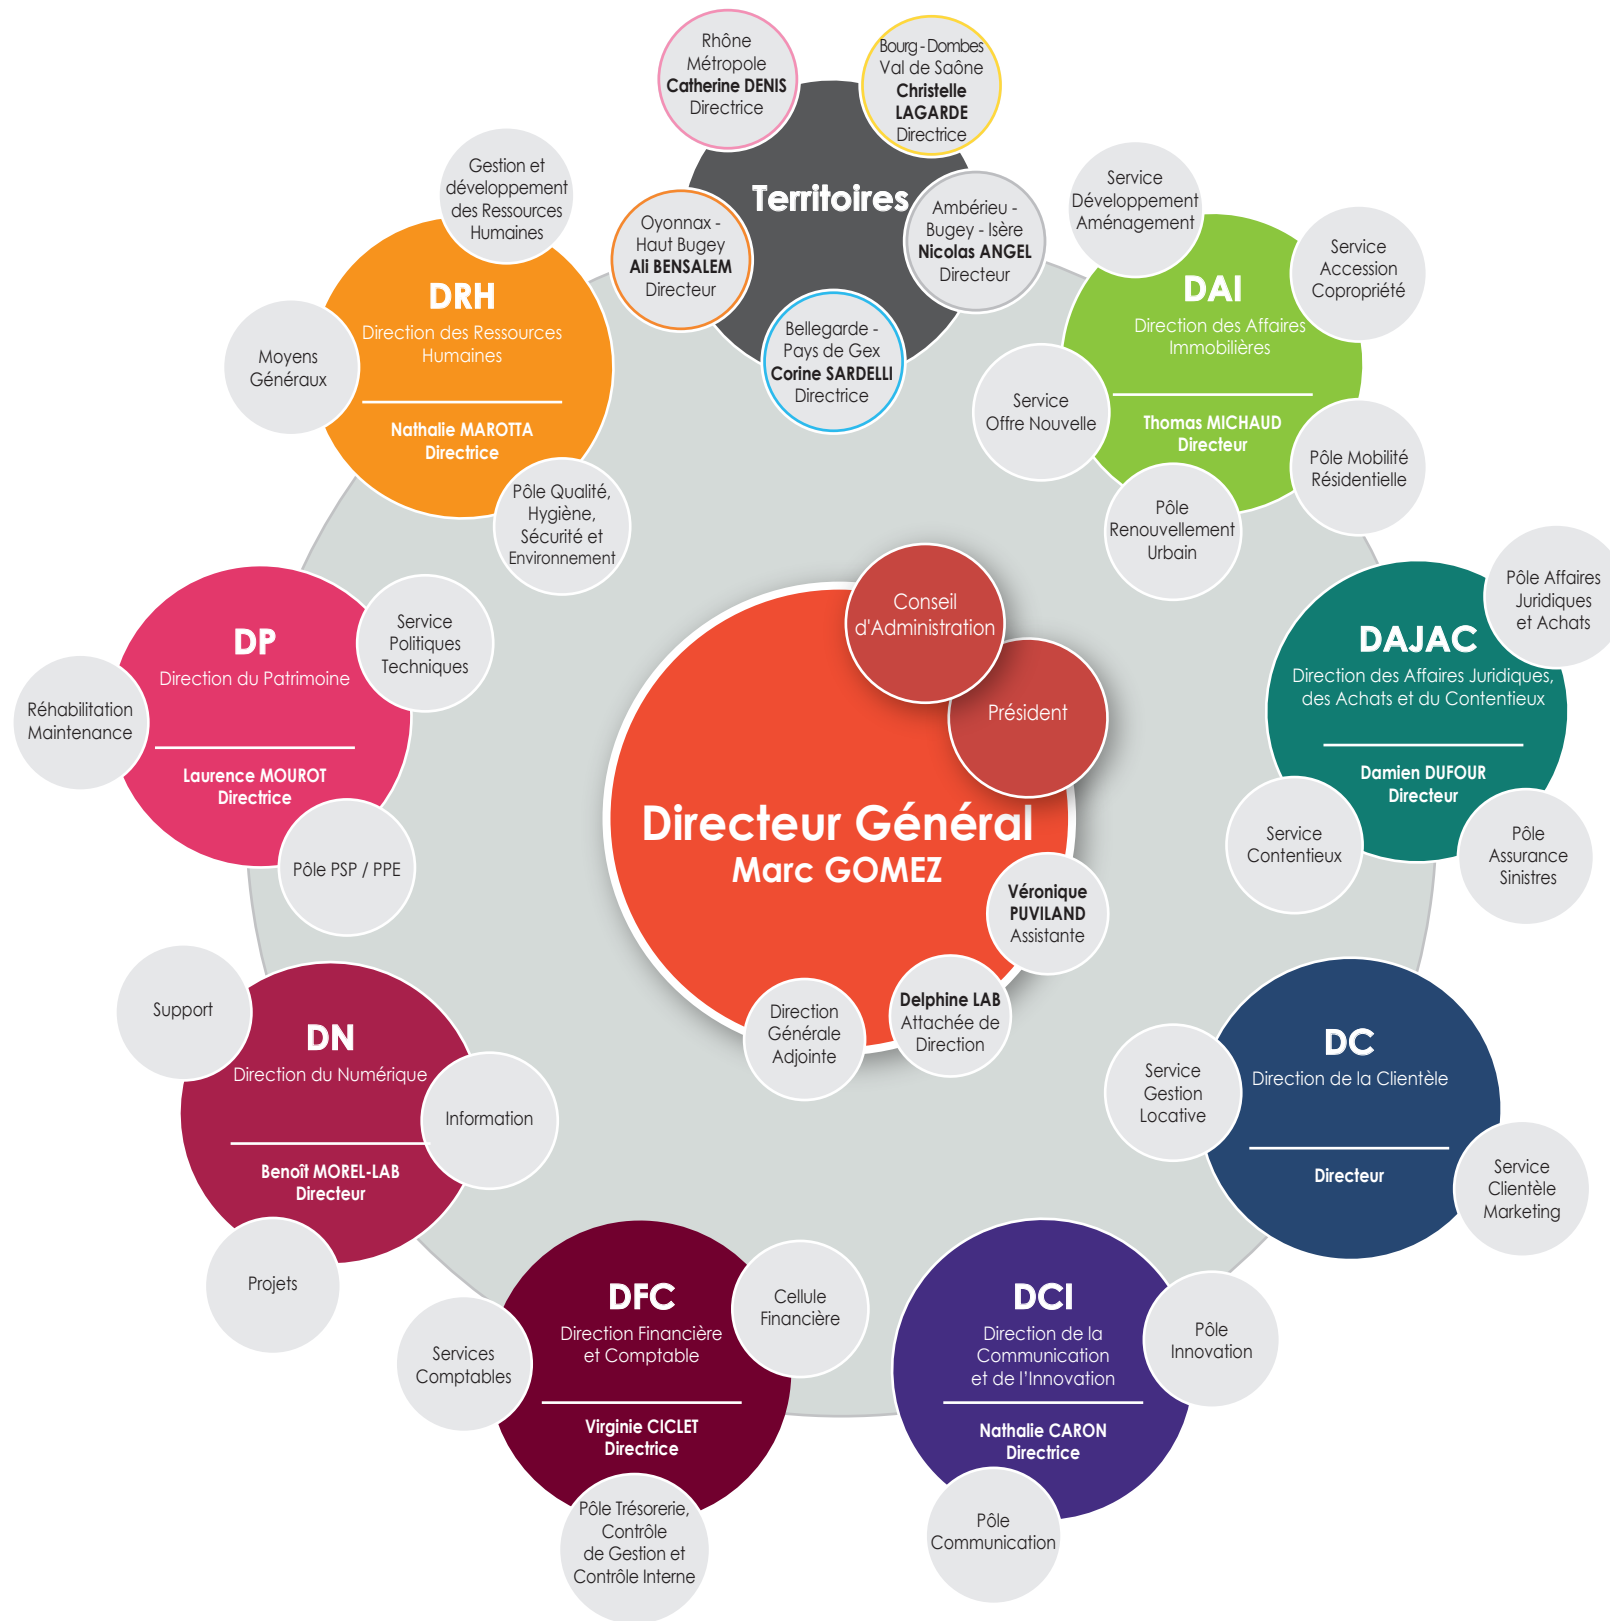 Rhône
Métropole
Catherine DENIS
Directrice
Bourg - Dombes
Val de Saône
Christelle
LAGARDE
Directrice
Territoires
Oyonnax -
Haut Bugey
Ali BENSALEM
Directeur
Ambérieu -
Bugey - Isère
Nicolas ANGEL
Directeur
Bellegarde -
Pays de Gex
Corine SARDELLI
Directrice
Gestion et
développement
des Ressources
Humaines
DRH
Direction des Ressources
Humaines
Nathalie MAROTTA
Directrice
Moyens
Généraux
Pôle Qualité,
Hygiène,
Sécurité et
Environnement
Service
Développement
Aménagement
Service
Accession
Copropriété
DAI
Direction des Affaires
Immobilières
Thomas MICHAUD
Directeur
Service
Offre Nouvelle
Pôle Mobilité
Résidentielle
Pôle
Renouvellement
Urbain
DP
Direction du Patrimoine
Laurence MOUROT
Directrice
Service
Politiques
Techniques
Réhabilitation
Maintenance
Pôle PSP / PPE
Conseil
d'Administration
Président
Directeur Général
Marc GOMEZ
Véronique
PUVILAND
Assistante
Delphine LAB
Attachée de
Direction
Direction
Générale
Adjointe
Pôle Affaires
Juridiques
et Achats
DAJAC
Direction des Affaires Juridiques,
des Achats et du Contentieux
Damien DUFOUR
Directeur
Service
Contentieux
Pôle
Assurance
Sinistres
Support
DN
Direction du Numérique
Benoît MOREL-LAB
Directeur
Information
Projets
DC
Direction de la Clientèle
Directeur
Service
Gestion
Locative
Service
Clientèle
Marketing
DFC
Direction Financière
et Comptable
Virginie CICLET
Directrice
Cellule
Financière
Services
Comptables
Pôle Trésorerie,
Contrôle
de Gestion et
Contrôle Interne
DCI
Direction de la
Communication
et de l'Innovation
Nathalie CARON
Directrice
Pôle
Innovation
Pôle
Communication